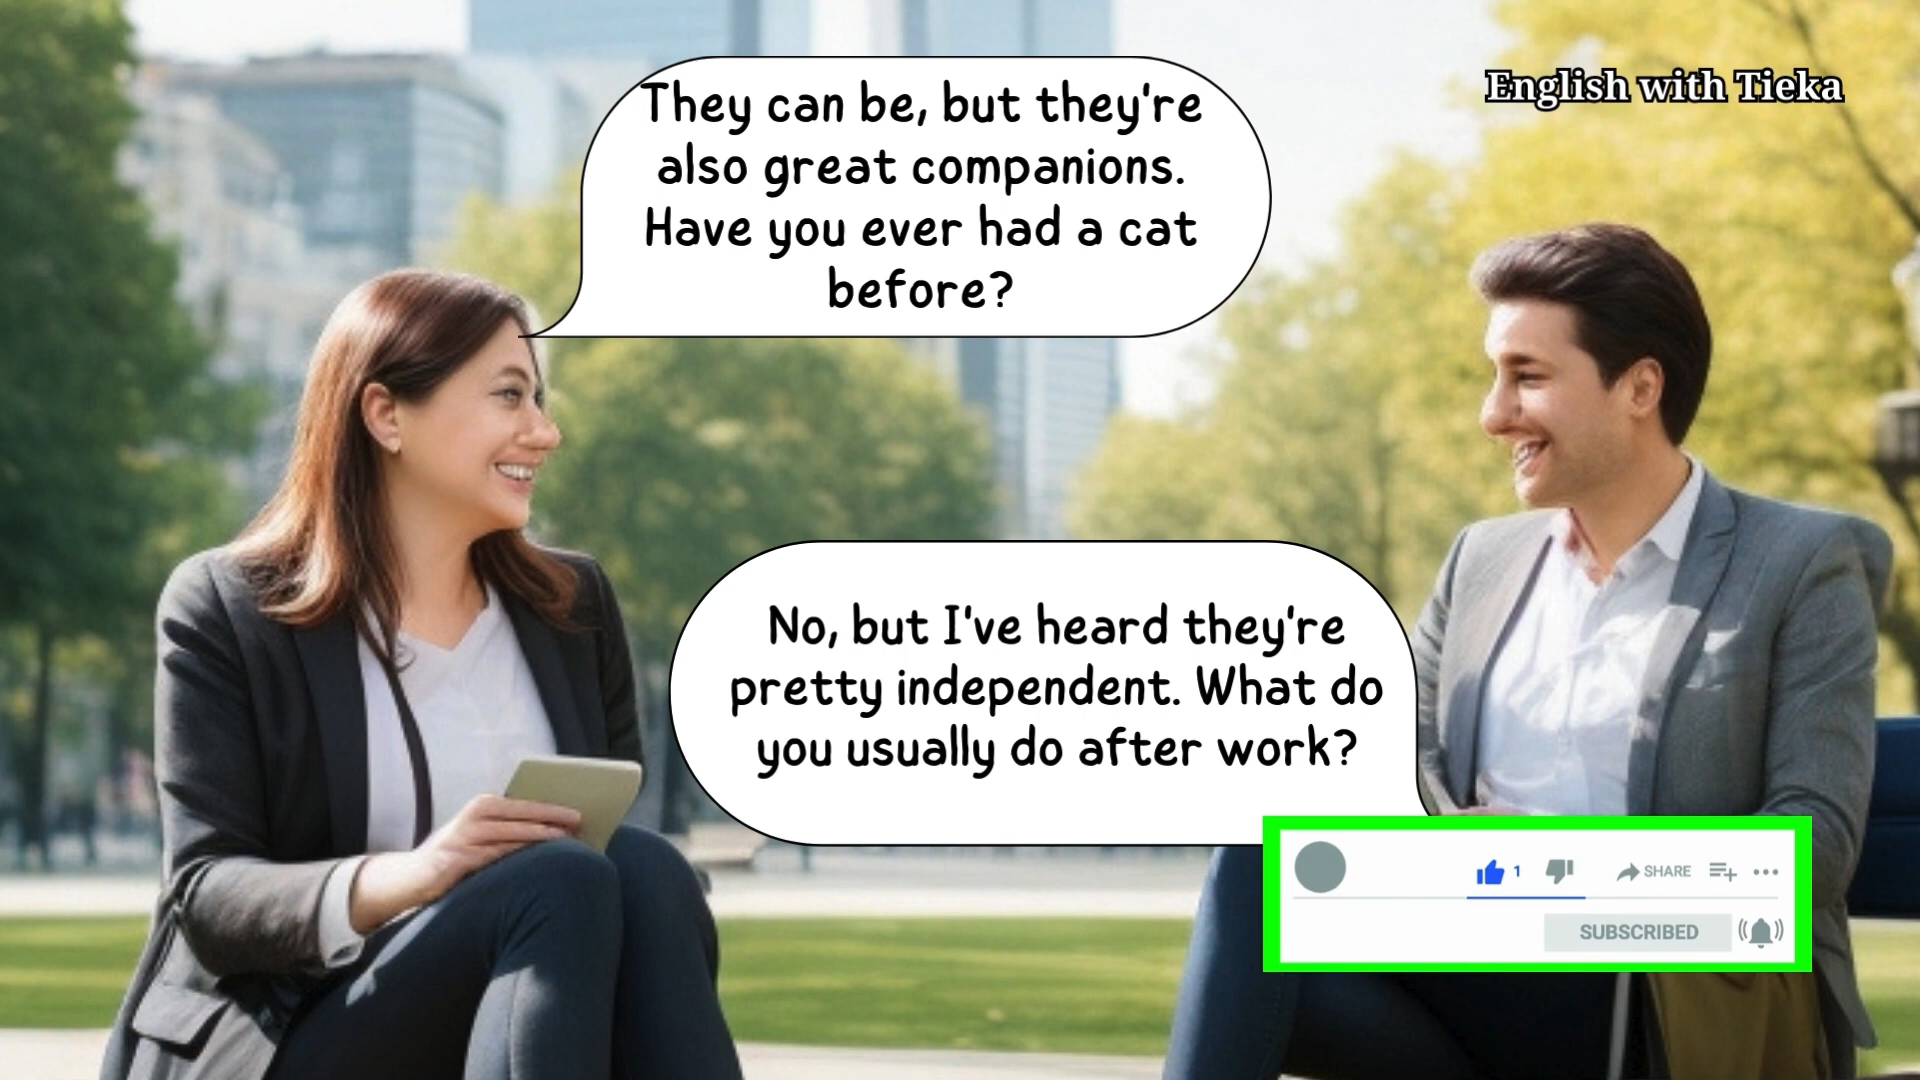 English with Tieka
They can be, but they're
also great companions.
Have you ever had a cat
before?
No, but I've heard they're
pretty independent. What do
you usually do after work?
1
SHARE
SUBSCRIBED